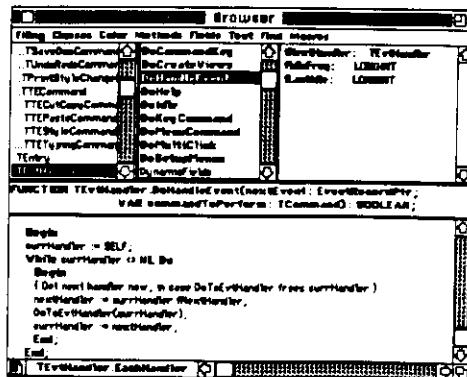 Browser
Filing Classes Color Methods Fields Text Find Macros
TSaveDocCommand
TUndoRedoCommand
TPrintStyleChange
TTECommand
TTECutCopyCommand
TTEPasteCommand
TTEStyleCommand
TTETypingCommand
TEntry
DoCommandKey
DoCreateViews
DoHandleEvent
DoHelp
DoIdle
DoKeyCommand
DoMenuCommand
DoMultiClick
DoSetupMenus
DynamicFields
fNextHandler: TEvtHandler
fIdleFreq: LONGINT
fLastIdle: LONGINT
FUNCTION TEvtHandler.DoHandleEvent(nextEvent: EventRecordPtr;
VAR commandToPerform: TCommand): BOOLEAN;
Begin
currHandler := SELF;
While currHandler <> NIL Do
Begin
{ Get next handler now, in case DoToEvtHandler frees currHandler }
nextHandler := currHandler.fNextHandler;
DoToEvtHandler(currHandler);
currHandler := nextHandler;
End;
End;
TEvtHandler.EachHandler